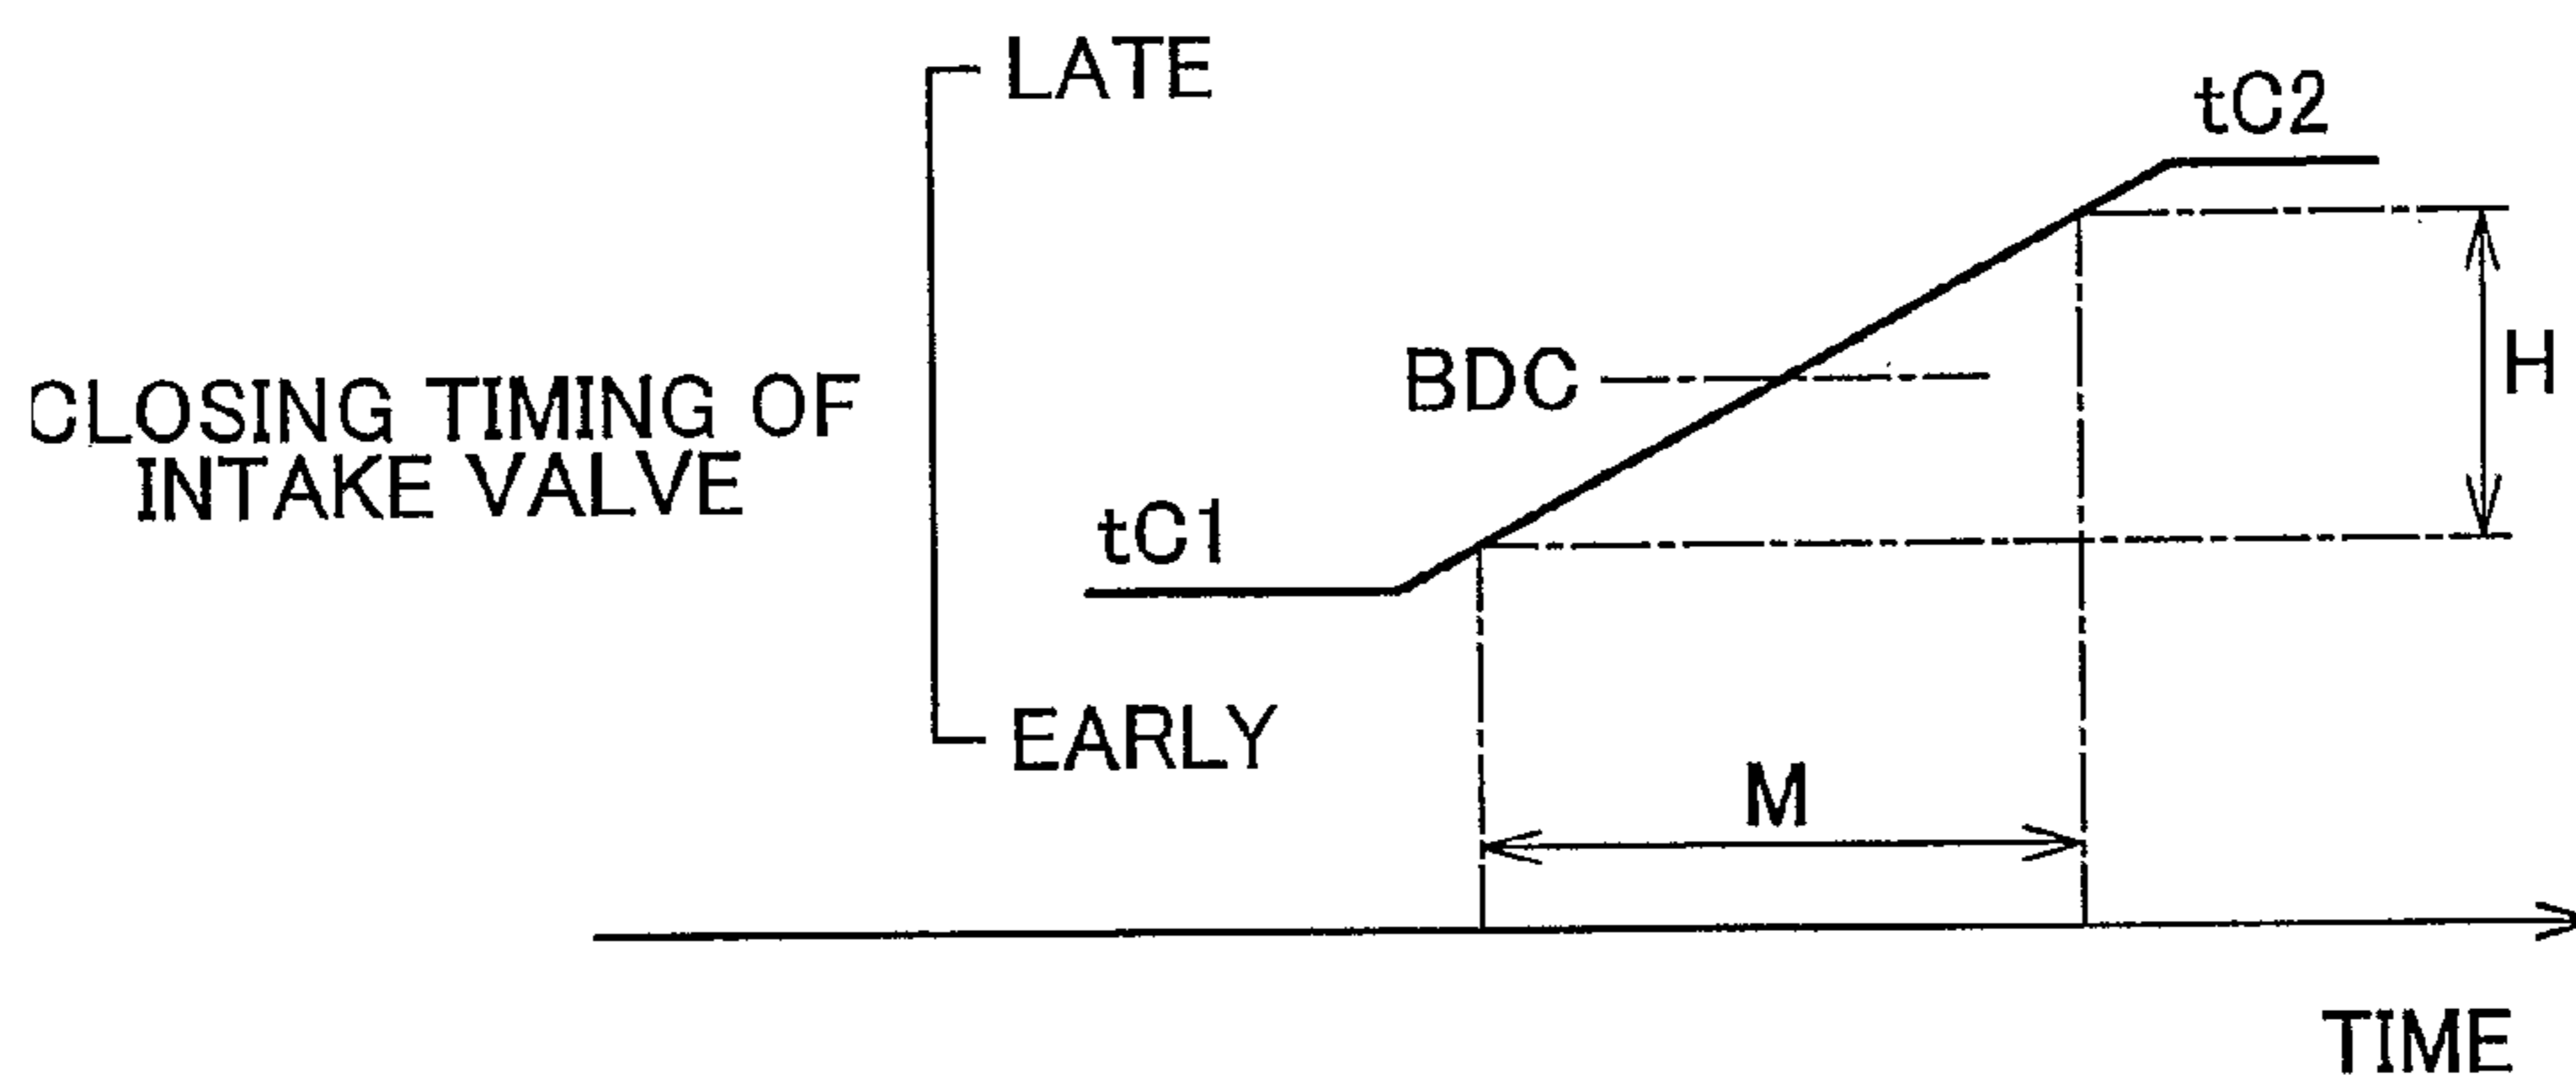 LATE
tC2
BDC
H
CLOSING TIMING OF
INTAKE VALVE
tC1
EARLY
M
TIME